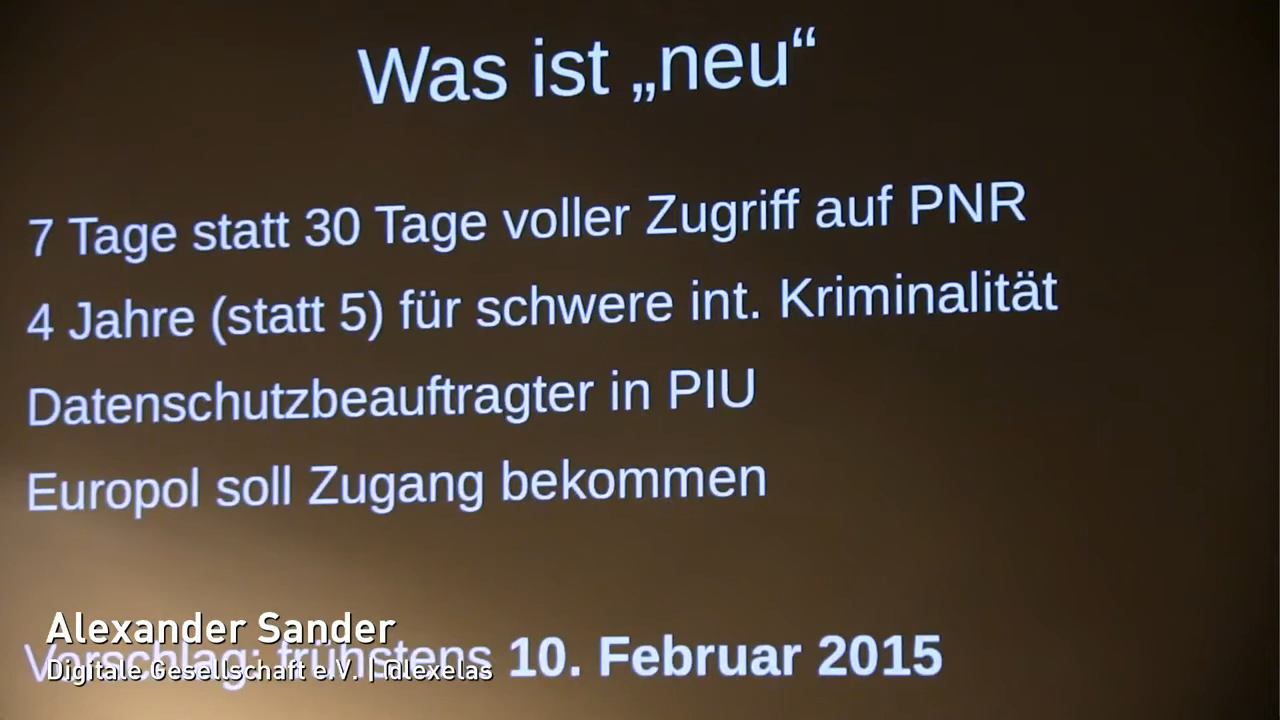 Was ist „neu“
7 Tage statt 30 Tage voller Zugriff auf PNR
4 Jahre (statt 5) für schwere int. Kriminalität
Datenschutzbeauftragter in PIU
Europol soll Zugang bekommen
Vorschlag: frühstens 10. Februar 2015
Alexander Sander
Digitale Gesellschaft e.V. | @lexelas